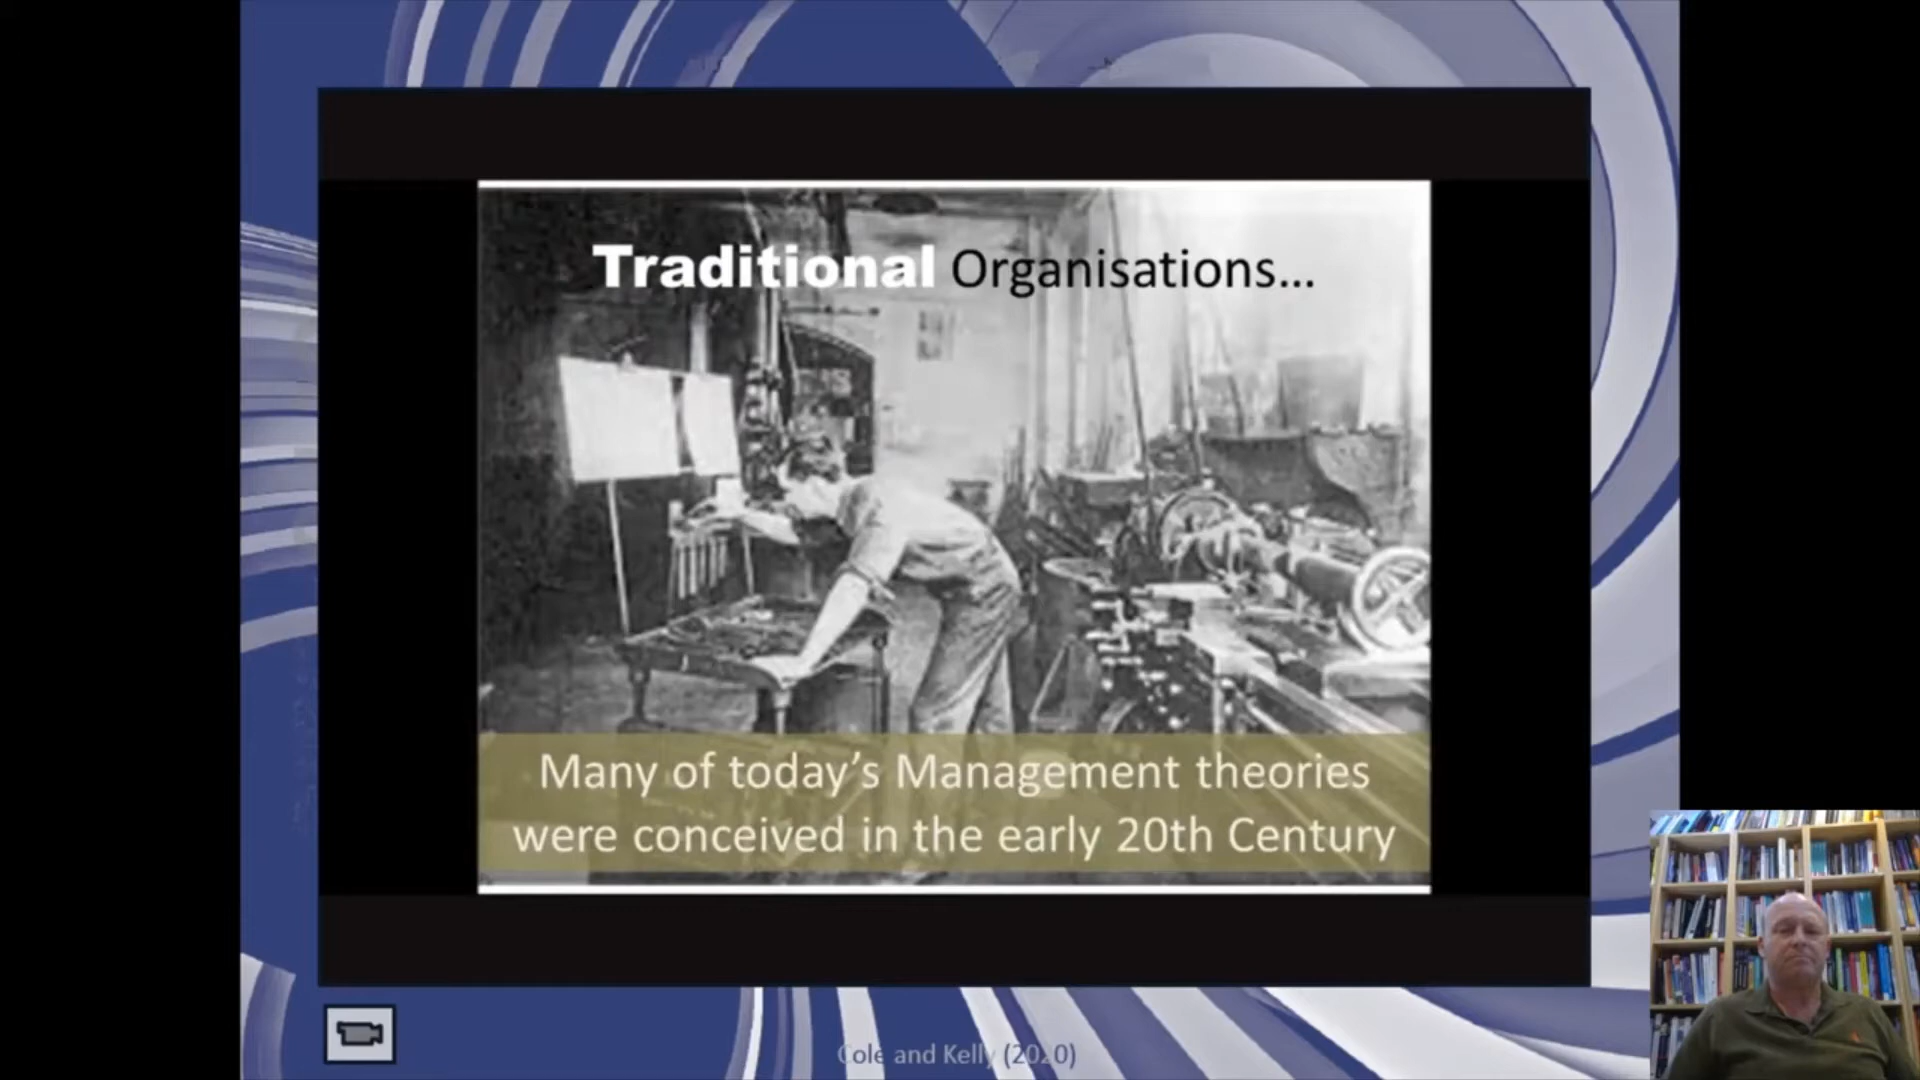 Traditional Organisations...
Many of today's Management theories
were conceived in the early 20th Century
Cole and Kelly (2020)